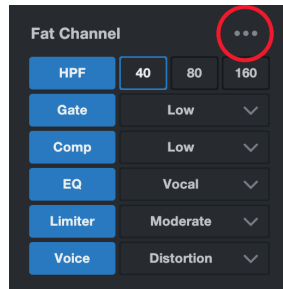 Fat Channel
HPF 40 80 160
Gate Low
Comp Low
EQ Vocal
Limiter Moderate
Voice Distortion